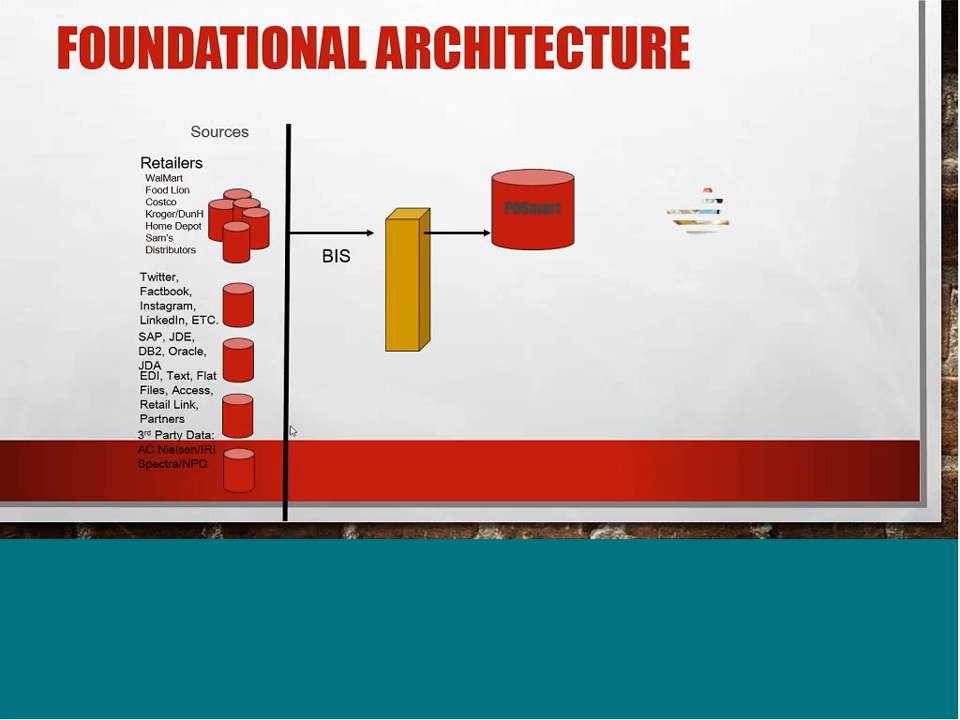 FOUNDATIONAL ARCHITECTURE
Sources
Retailers
WalMart
Food Lion
Costco
Kroger/DunH
Home Depot
Sam's
Distributors
Twitter,
Factbook,
Instagram,
LinkedIn, ETC.
SAP, JDE,
DB2, Oracle,
JDA
EDI, Text, Flat
Files, Access,
Retail Link,
Partners
3rd Party Data:
AC Nielsen/IRI
Spectra/NPD
BIS
POSmart